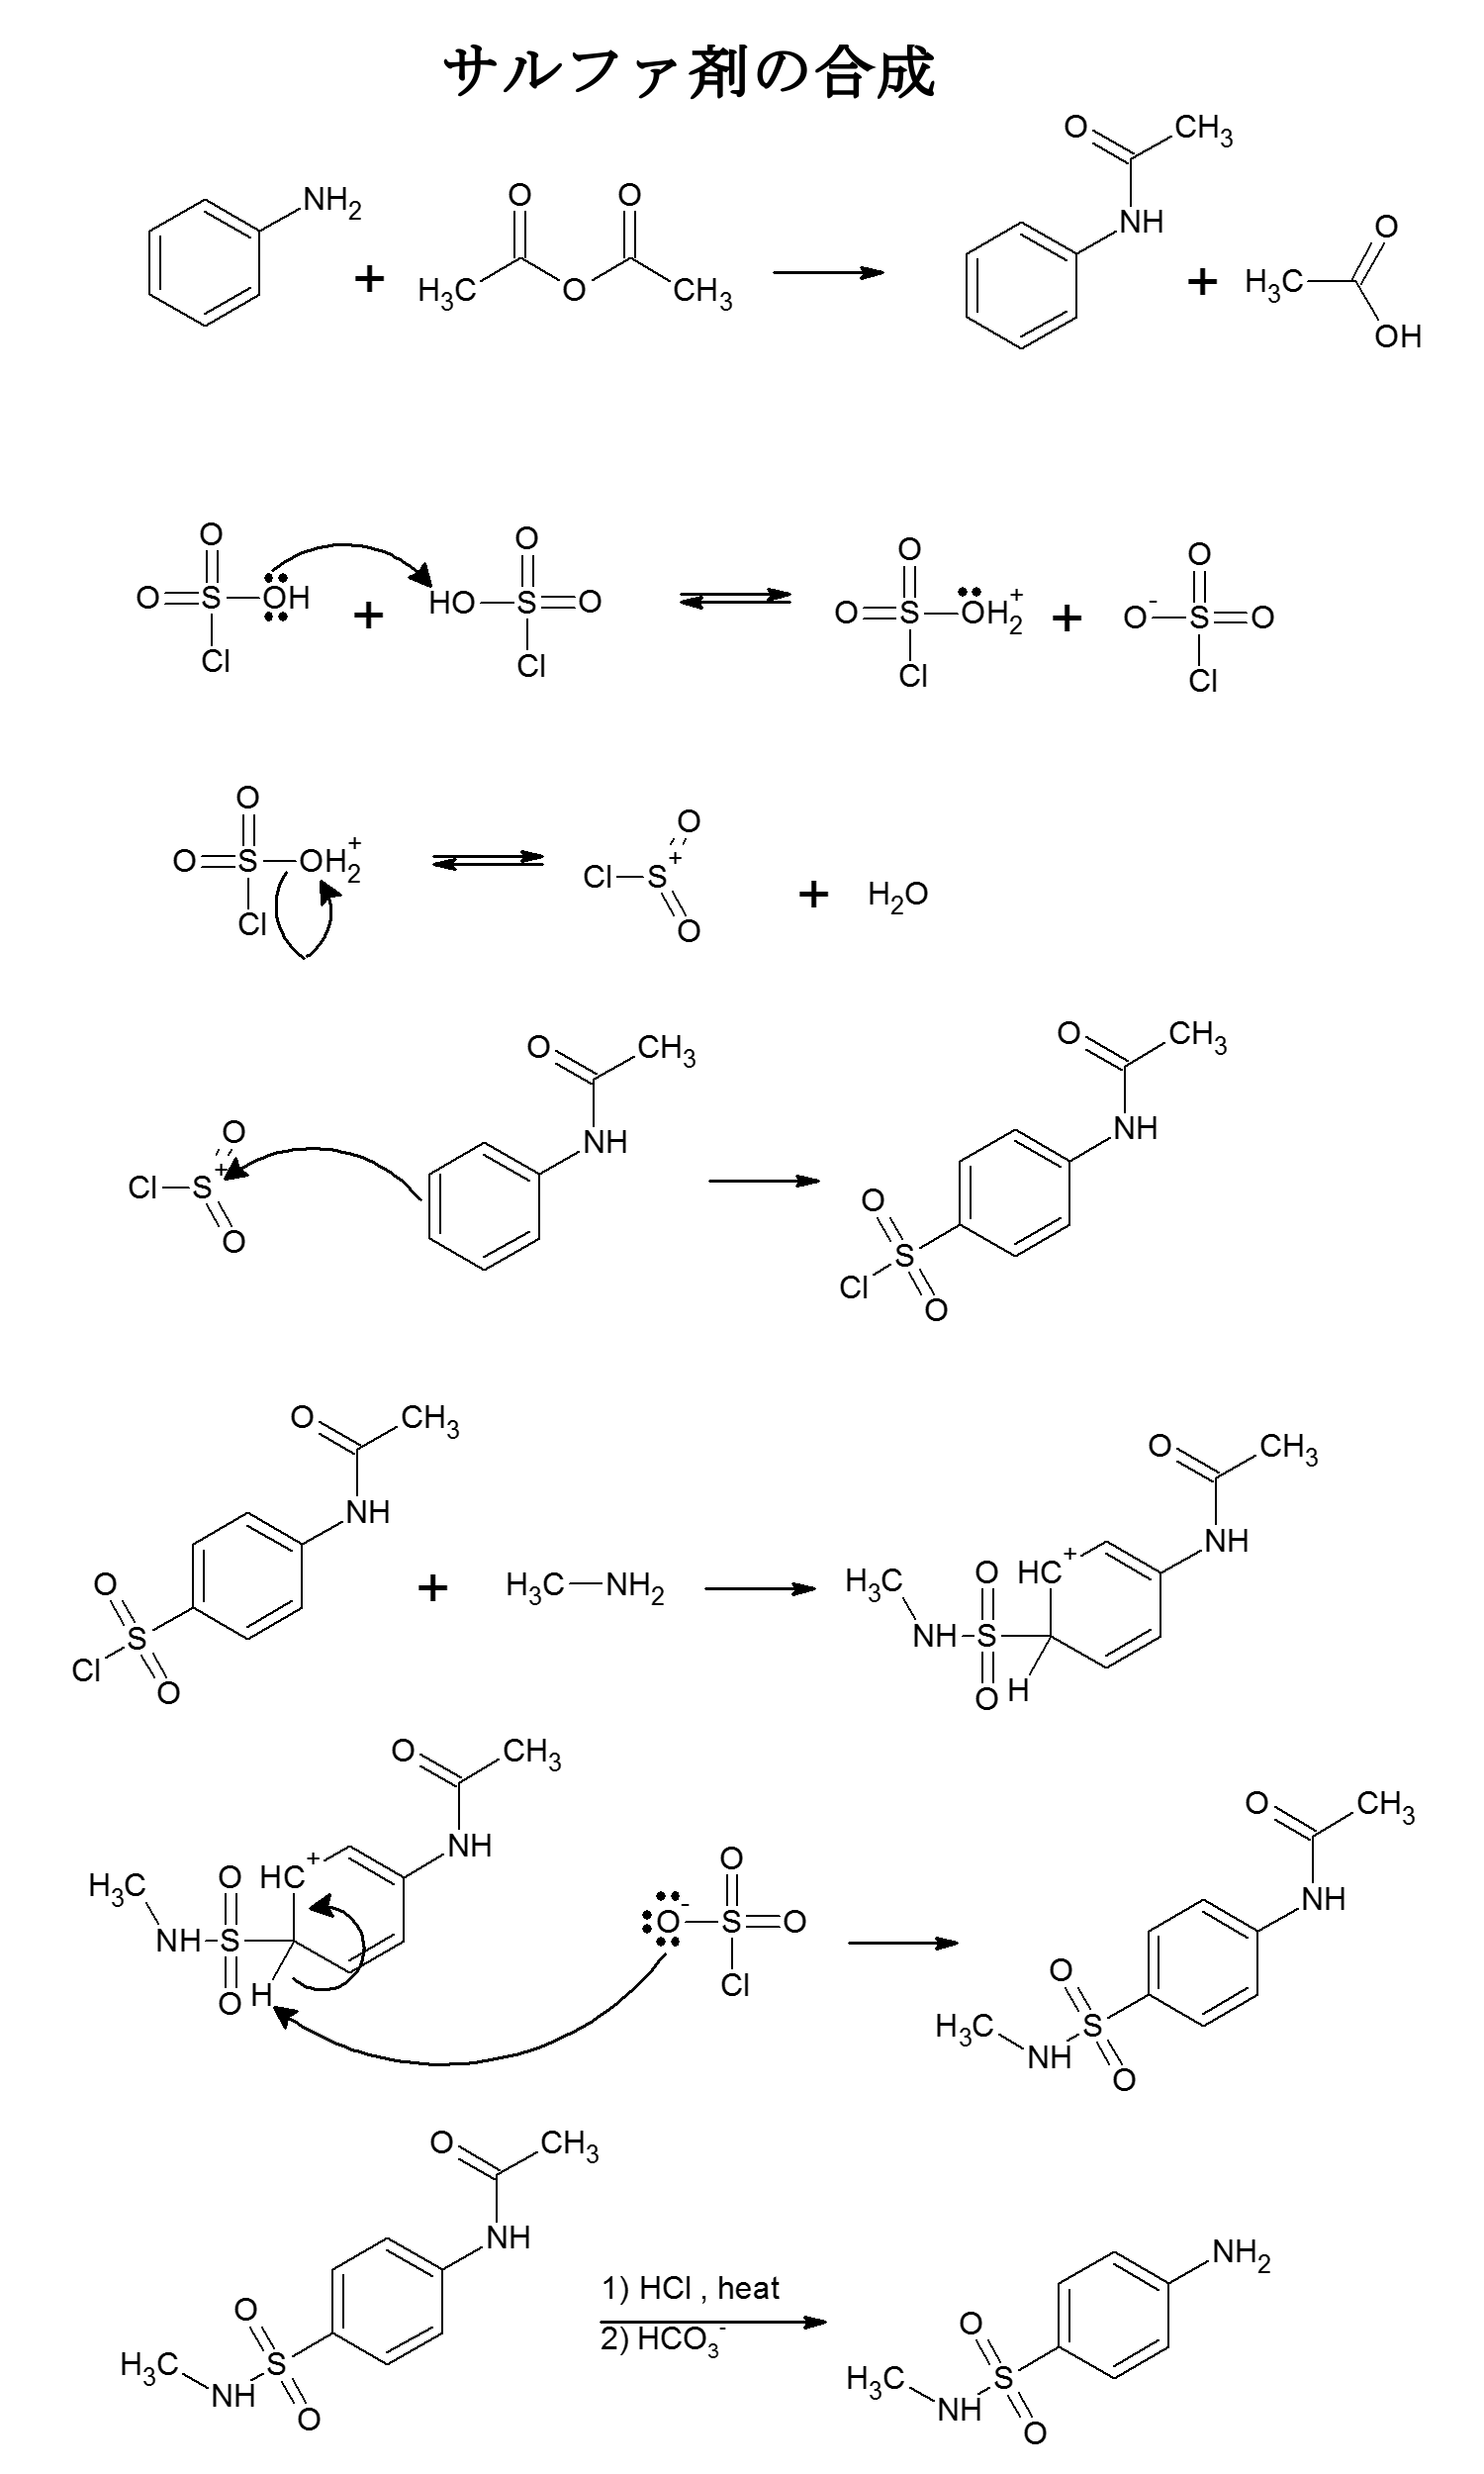 サルファ剤の合成
O CH3
NH2 O O NH O
+ H3C O CH3 + H3C OH
O O O O
O S OH + HO S O O S OH2+ + O- S O
Cl Cl Cl Cl
O O
O S OH2+ Cl S+ + H2O
Cl O
O CH3 O CH3
O NH NH
Cl S+ O
O S
Cl O
O CH3 O CH3
NH HC+ NH
O + H3C NH2 H3C O
S NH S
Cl O O H
O CH3 O CH3
O HC+ NH O NH
H3C O- S O O
NH S Cl H3C S
O H NH O
O CH3
NH NH2
O 1) HCl , heat O
H3C S 2) HCO3- H3C S
NH O NH O